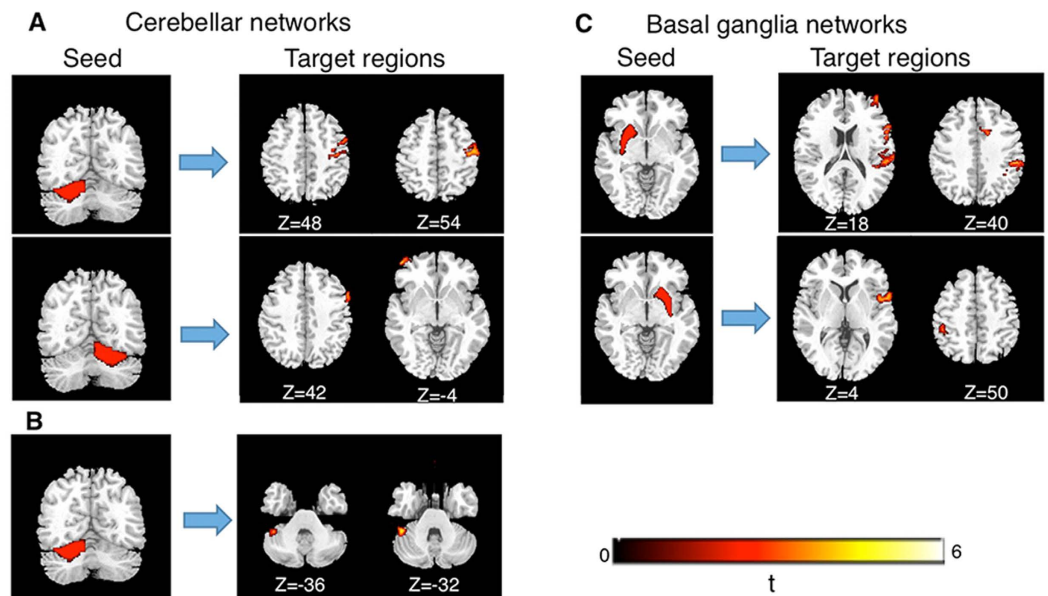 A Cerebellar networks
Seed Target regions
Z=48 Z=54
Z=42 Z=-4
B
Z=-36 Z=-32
C Basal ganglia networks
Seed Target regions
Z=18 Z=40
Z=4 Z=50
0 6
t